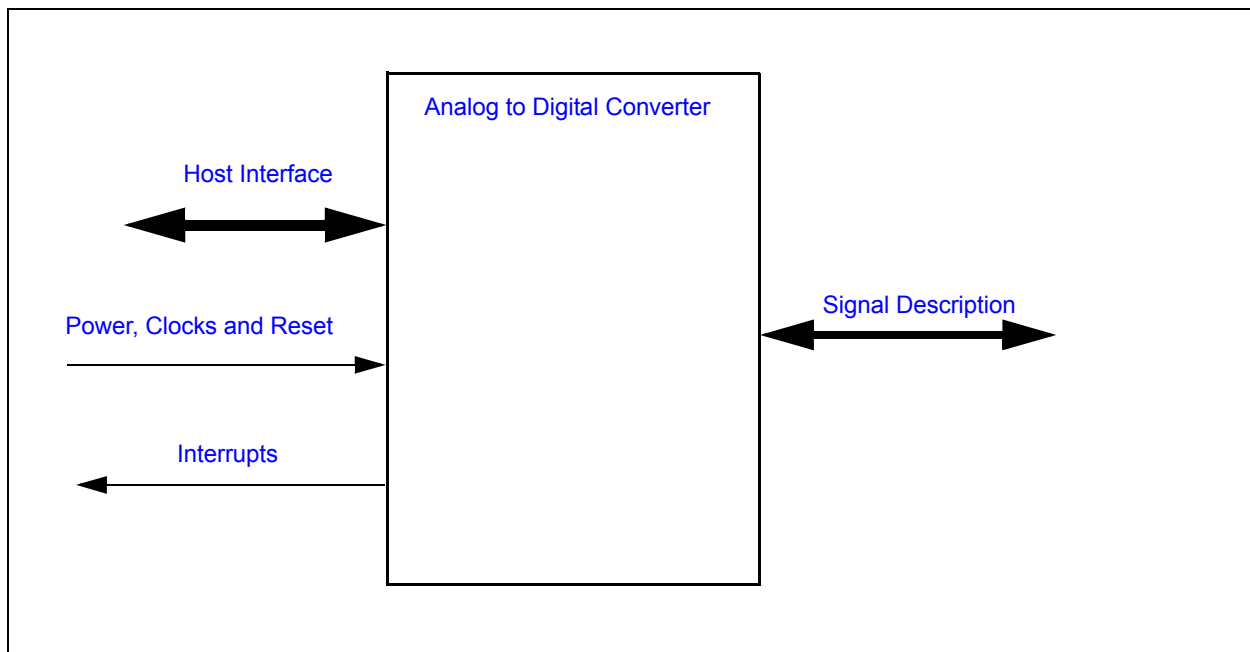 Analog to Digital Converter
Host Interface
Power, Clocks and Reset
Interrupts
Signal Description